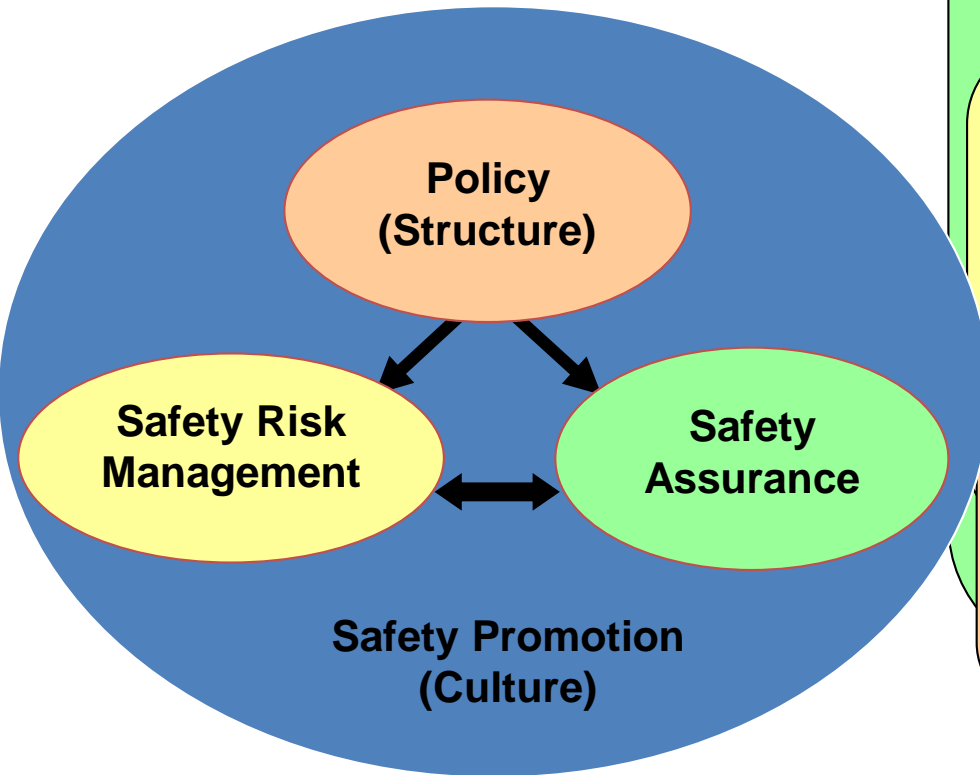 Policy
(Structure)
Safety Risk
Management
Safety
Assurance
Safety Promotion
(Culture)